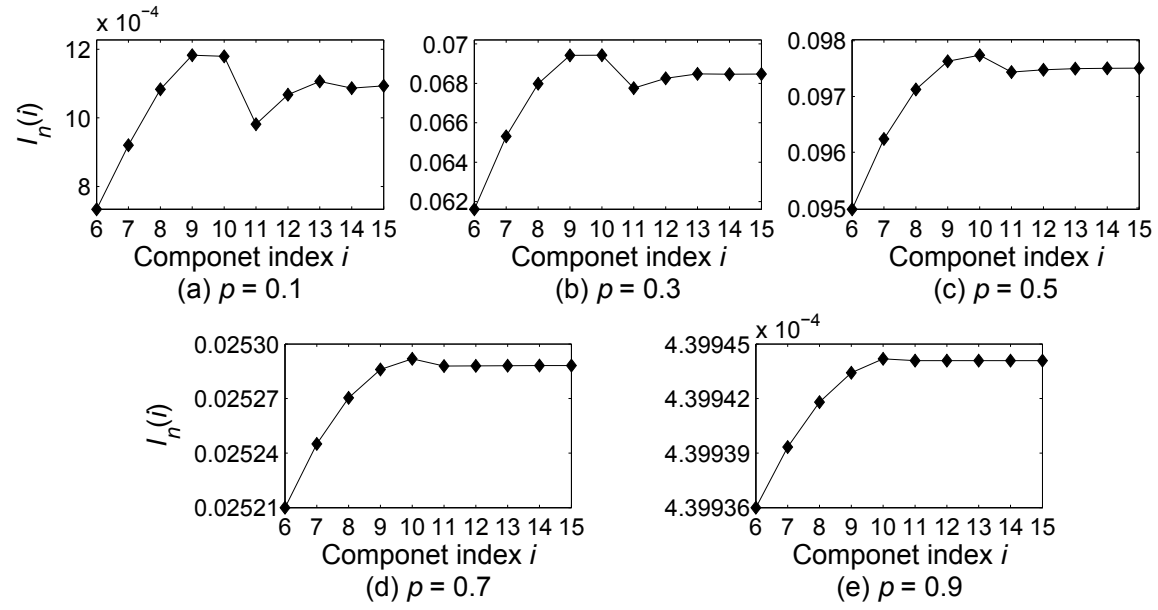 x 10⁻⁴
12
10
8
I_n(i)
6 7 8 9 10 11 12 13 14 15
Componet index i
(a) p = 0.1
0.07
0.068
0.066
0.064
0.062
6 7 8 9 10 11 12 13 14 15
Componet index i
(b) p = 0.3
0.098
0.097
0.096
0.095
6 7 8 9 10 11 12 13 14 15
Componet index i
(c) p = 0.5
0.02530
0.02527
0.02524
0.02521
I_n(i)
6 7 8 9 10 11 12 13 14 15
Componet index i
(d) p = 0.7
x 10⁻⁴
4.39945
4.39942
4.39939
4.39936
6 7 8 9 10 11 12 13 14 15
Componet index i
(e) p = 0.9